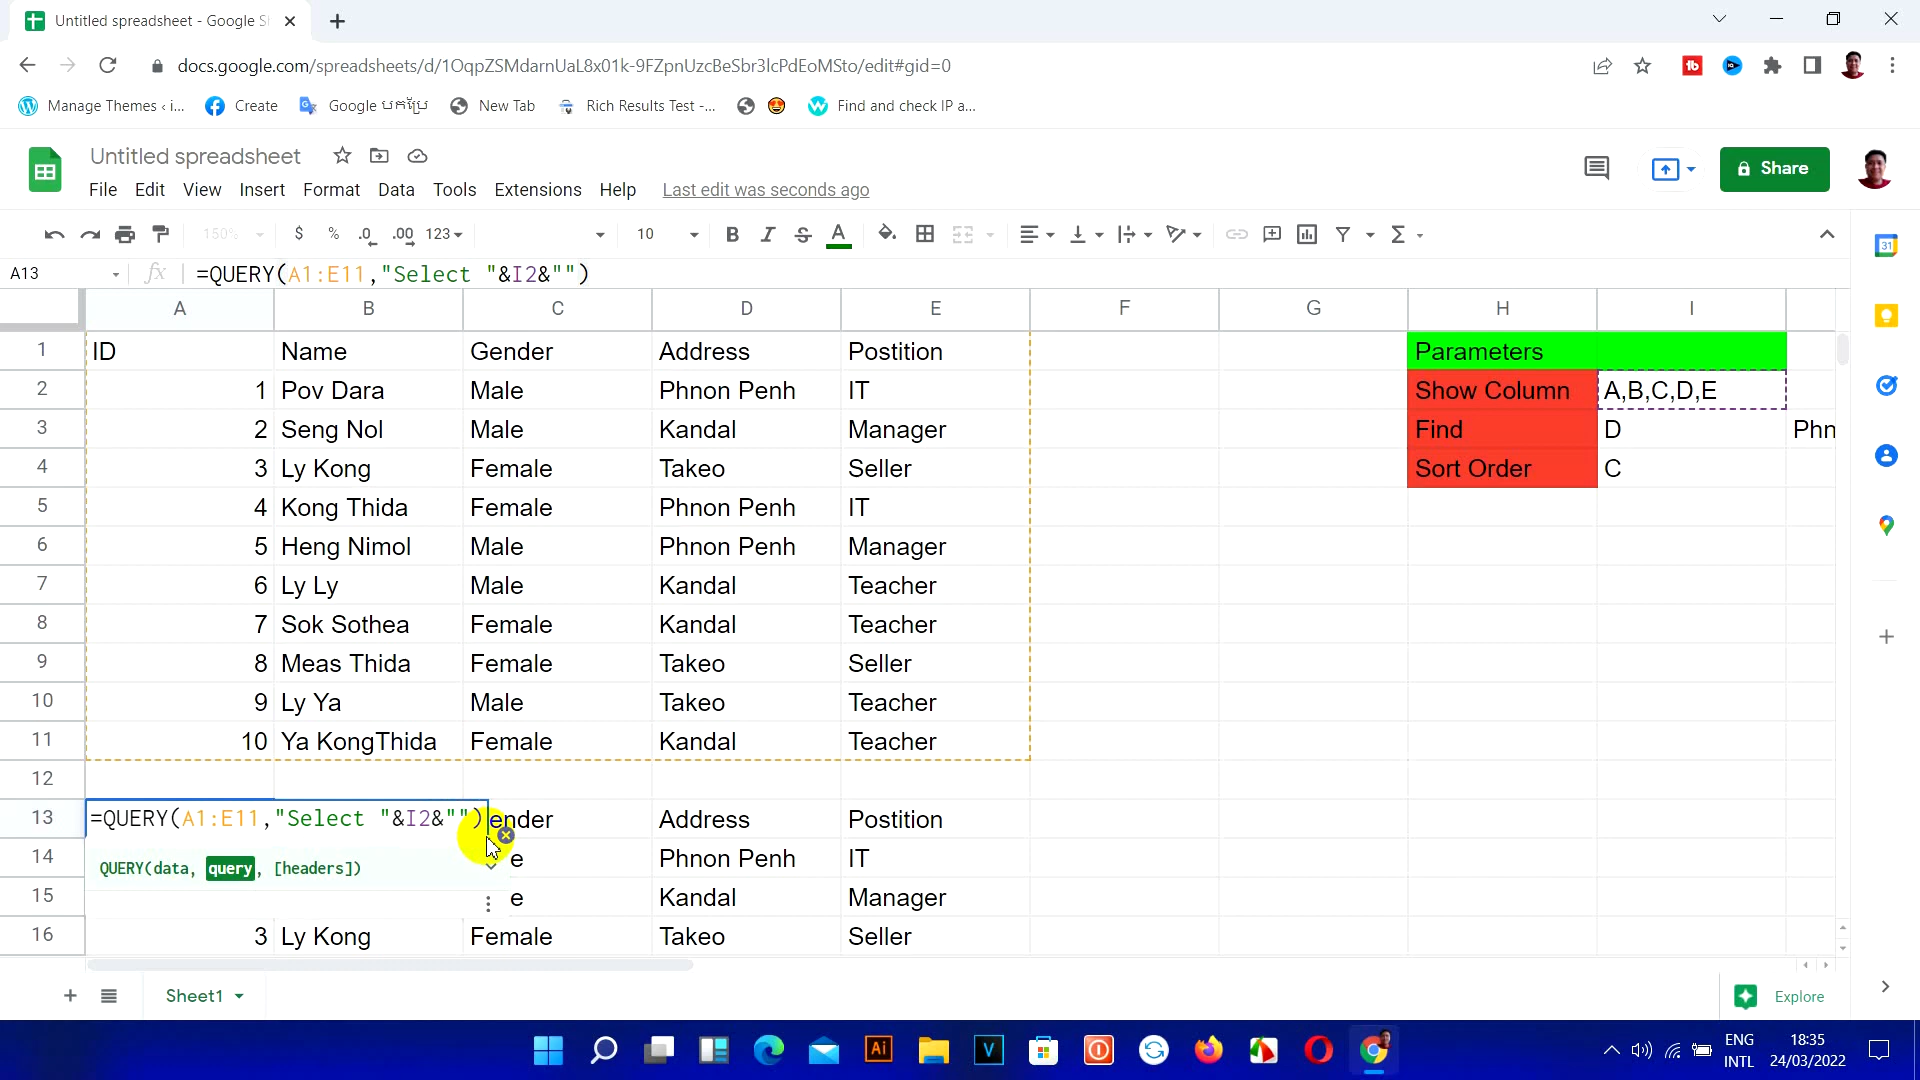 Untitled spreadsheet - Google S
docs.google.com/spreadsheets/d/1OqpZSMdarnUaL8x01k-9FZpnUzcBeSbr3lcPdEoMSto/edit#gid=0
Manage Themes ‹ i... Create Google បកប្រែ New Tab Rich Results Test -... Find and check IP a...
Untitled spreadsheet
Share
File Edit View Insert Format Data Tools Extensions Help Last edit was seconds ago
150% $ % .0 .00 123 10 B I S A
A13 fx =QUERY(A1:E11,"Select "&I2&"")
A B C D E F G H I
1 ID Name Gender Address Postition Parameters
2 1 Pov Dara Male Phnon Penh IT Show Column A,B,C,D,E
3 2 Seng Nol Male Kandal Manager Find D Phn
4 3 Ly Kong Female Takeo Seller Sort Order C
5 4 Kong Thida Female Phnon Penh IT
6 5 Heng Nimol Male Phnon Penh Manager
7 6 Ly Ly Male Kandal Teacher
8 7 Sok Sothea Female Kandal Teacher
9 8 Meas Thida Female Takeo Seller
10 9 Ly Ya Male Takeo Teacher
11 10 Ya KongThida Female Kandal Teacher
12
13 =QUERY(A1:E11,"Select "&I2&"") ender Address Postition
14 QUERY(data, query, [headers]) e Phnon Penh IT
15 e Kandal Manager
16 3 Ly Kong Female Takeo Seller
Sheet1 Explore
ENG
INTL
18:35
24/03/2022